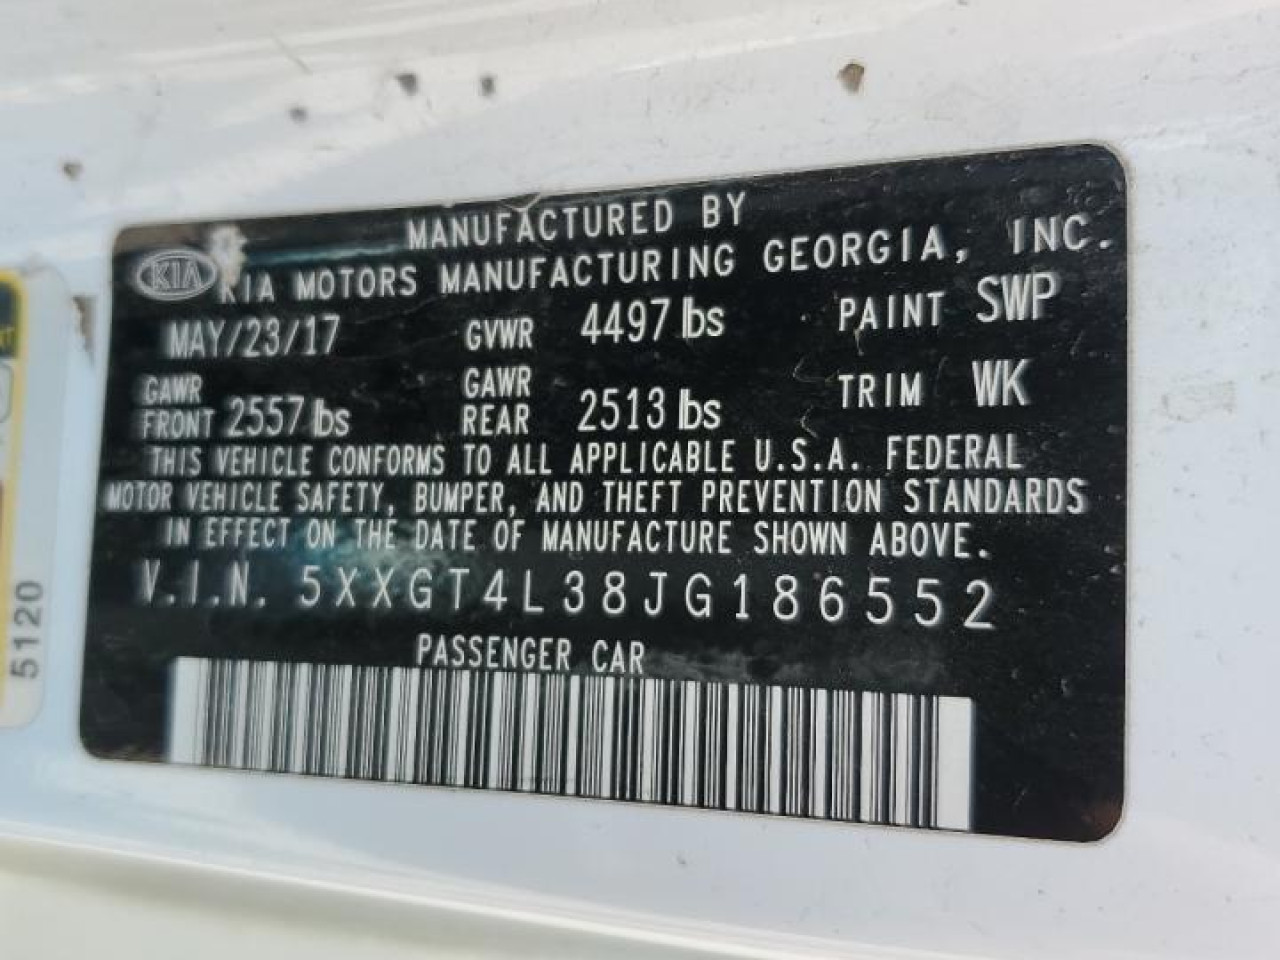 MANUFACTURED BY
KIA
KIA MOTORS MANUFACTURING GEORGIA, INC.
MAY/23/17 GVWR 4497 lbs PAINT SWP
GAWR FRONT 2557 lbs GAWR REAR 2513 lbs TRIM WK
THIS VEHICLE CONFORMS TO ALL APPLICABLE U.S.A. FEDERAL
MOTOR VEHICLE SAFETY, BUMPER, AND THEFT PREVENTION STANDARDS
IN EFFECT ON THE DATE OF MANUFACTURE SHOWN ABOVE.
V.I.N. 5XXGT4L38JG186552
PASSENGER CAR
5120